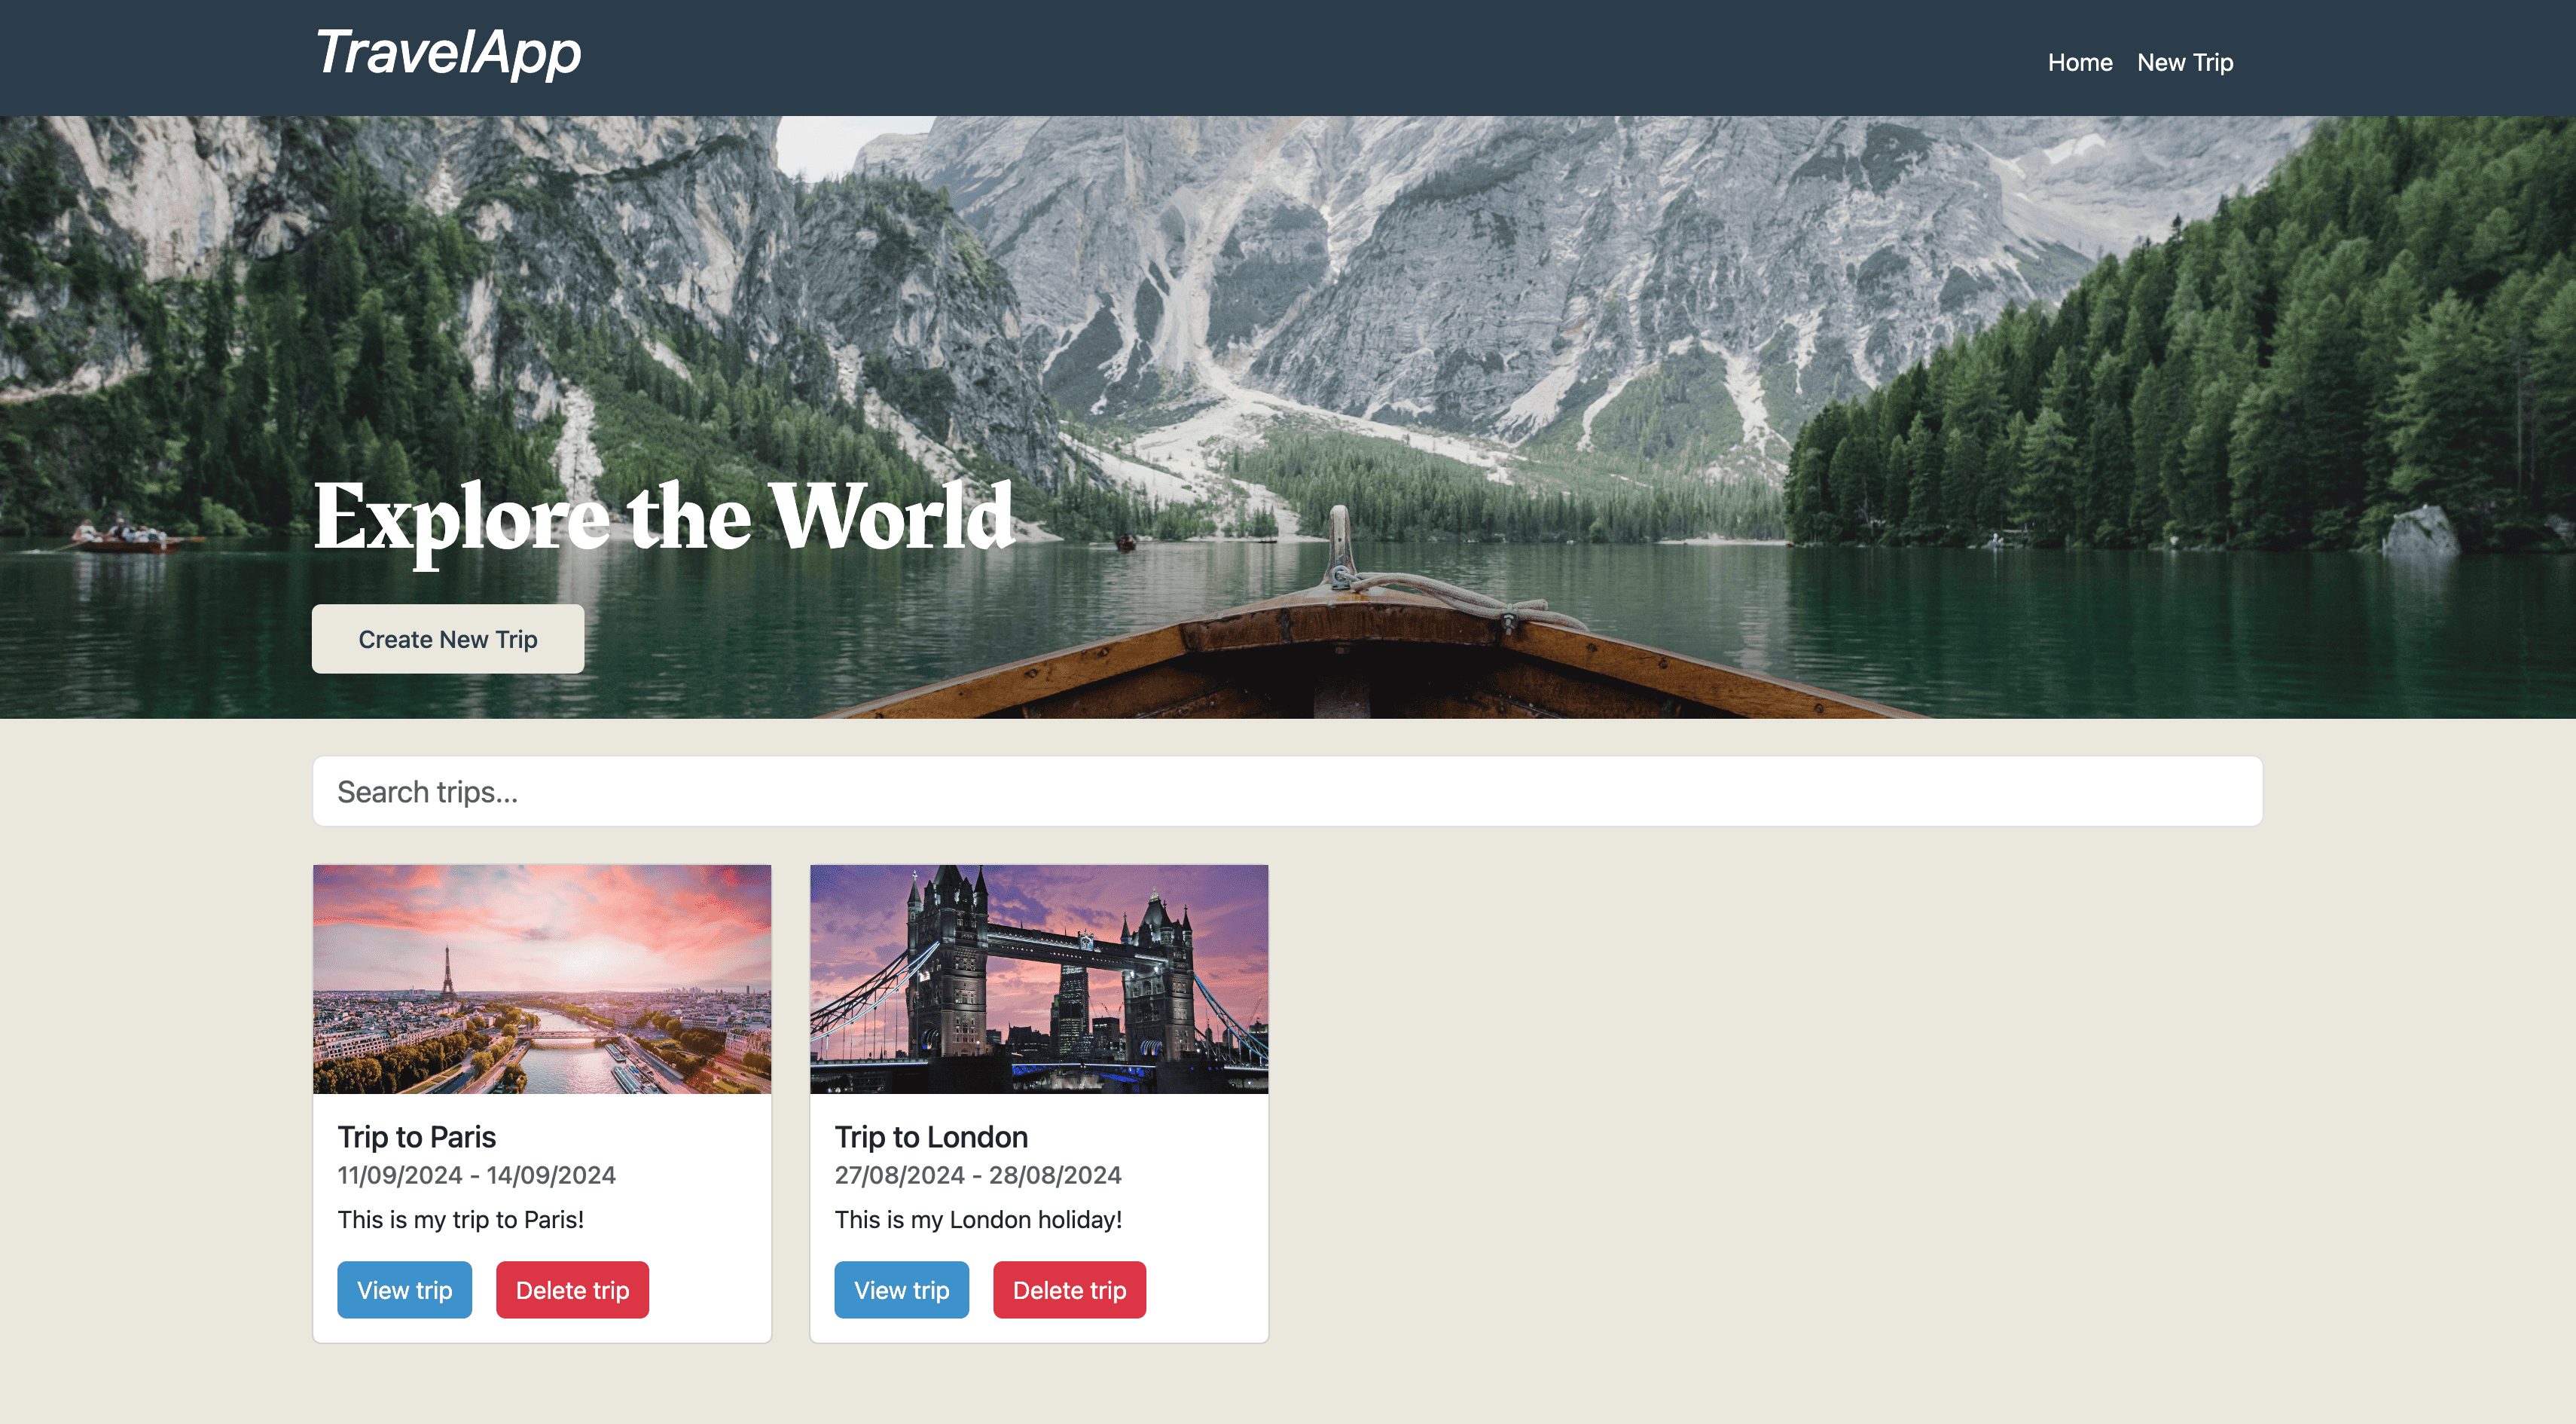 TravelApp
Home New Trip
Explore the World
Create New Trip
Search trips...
Trip to Paris
11/09/2024 - 14/09/2024
This is my trip to Paris!
View trip Delete trip
Trip to London
27/08/2024 - 28/08/2024
This is my London holiday!
View trip Delete trip